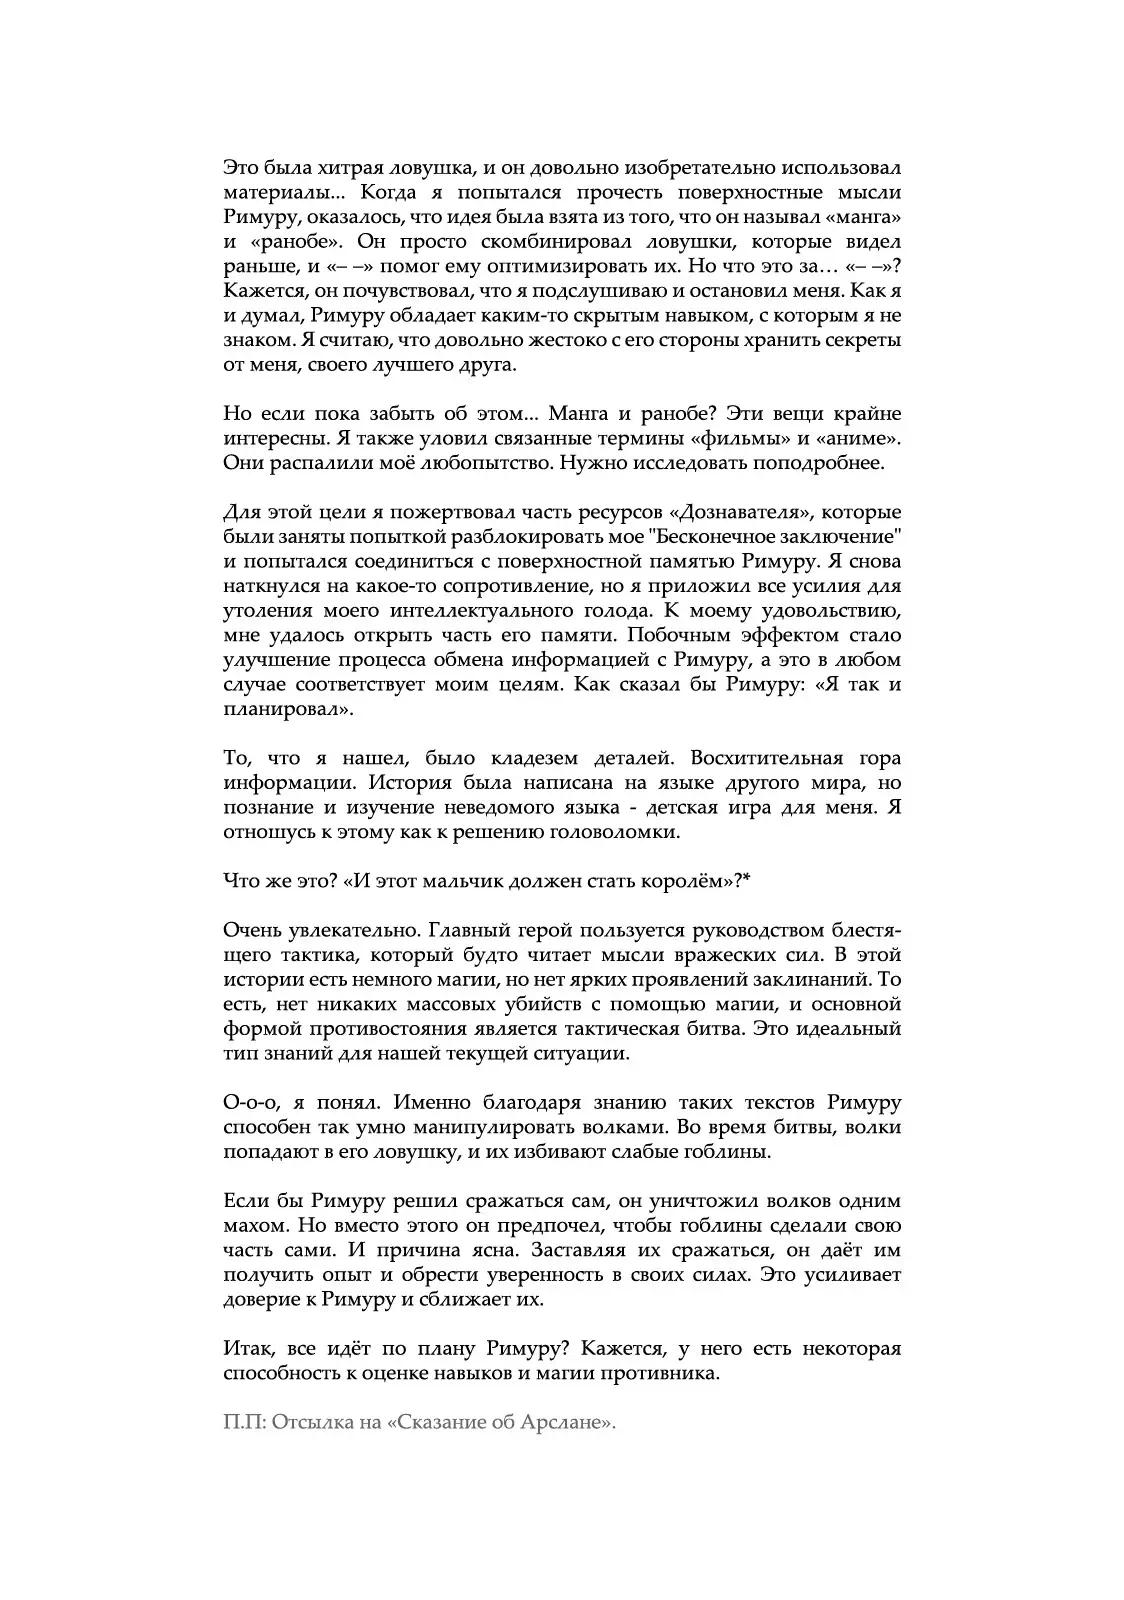 Это была хитрая ловушка, и он довольно изобретательно использовал
материалы... Когда я попытался прочесть поверхностные мысли
Римуру, оказалось, что идея была взята из того, что он называл «манга»
и «ранобе». Он просто скомбинировал ловушки, которые видел
раньше, и «– –» помог ему оптимизировать их. Но что это за… «– –»?
Кажется, он почувствовал, что я подслушиваю и остановил меня. Как я
и думал, Римуру обладает каким-то скрытым навыком, с которым я не
знаком. Я считаю, что довольно жестоко с его стороны хранить секреты
от меня, своего лучшего друга.
Но если пока забыть об этом... Манга и ранобе? Эти вещи крайне
интересны. Я также уловил связанные термины «фильмы» и «аниме».
Они распалили моё любопытство. Нужно исследовать поподробнее.
Для этой цели я пожертвовал часть ресурсов «Дознавателя», которые
были заняты попыткой разблокировать мое "Бесконечное заключение"
и попытался соединиться с поверхностной памятью Римуру. Я снова
наткнулся на какое-то сопротивление, но я приложил все усилия для
утоления моего интеллектуального голода. К моему удовольствию,
мне удалось открыть часть его памяти. Побочным эффектом стало
улучшение процесса обмена информацией с Римуру, а это в любом
случае соответствует моим целям. Как сказал бы Римуру: «Я так и
планировал».
То, что я нашел, было кладезем деталей. Восхитительная гора
информации. История была написана на языке другого мира, но
познание и изучение неведомого языка - детская игра для меня. Я
отношусь к этому как к решению головоломки.
Что же это? «И этот мальчик должен стать королём»?*
Очень увлекательно. Главный герой пользуется руководством блестя-
щего тактика, который будто читает мысли вражеских сил. В этой
истории есть немного магии, но нет ярких проявлений заклинаний. То
есть, нет никаких массовых убийств с помощью магии, и основной
формой противостояния является тактическая битва. Это идеальный
тип знаний для нашей текущей ситуации.
О-о-о, я понял. Именно благодаря знанию таких текстов Римуру
способен так умно манипулировать волками. Во время битвы, волки
попадают в его ловушку, и их избивают слабые гоблины.
Если бы Римуру решил сражаться сам, он уничтожил волков одним
махом. Но вместо этого он предпочел, чтобы гоблины сделали свою
часть сами. И причина ясна. Заставляя их сражаться, он даёт им
получить опыт и обрести уверенность в своих силах. Это усиливает
доверие к Римуру и сближает их.
Итак, все идёт по плану Римуру? Кажется, у него есть некоторая
способность к оценке навыков и магии противника.
П.П: Отсылка на «Сказание об Арслане».